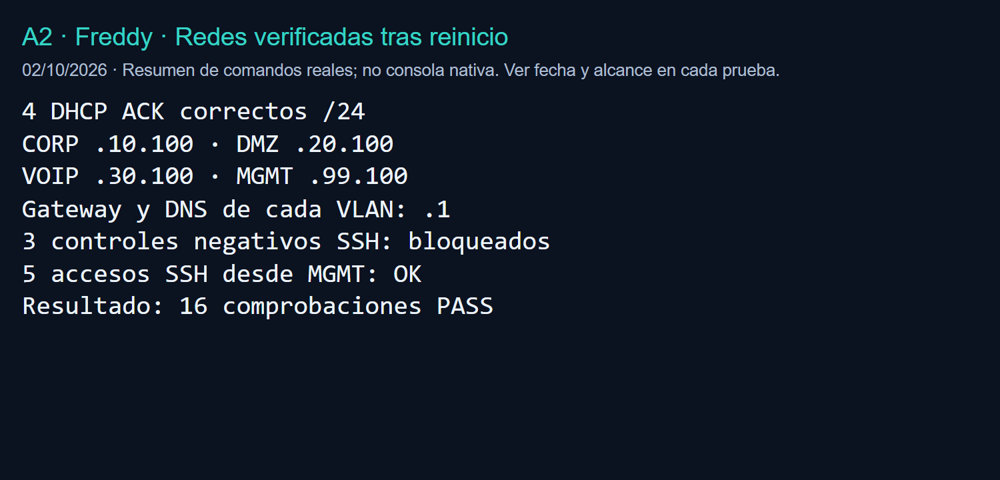 A2 · Freddy · Redes verificadas tras reinicio
02/10/2026 · Resumen de comandos reales; no consola nativa. Ver fecha y alcance en cada prueba.
4 DHCP ACK correctos /24
CORP .10.100 · DMZ .20.100
VOIP .30.100 · MGMT .99.100
Gateway y DNS de cada VLAN: .1
3 controles negativos SSH: bloqueados
5 accesos SSH desde MGMT: OK
Resultado: 16 comprobaciones PASS